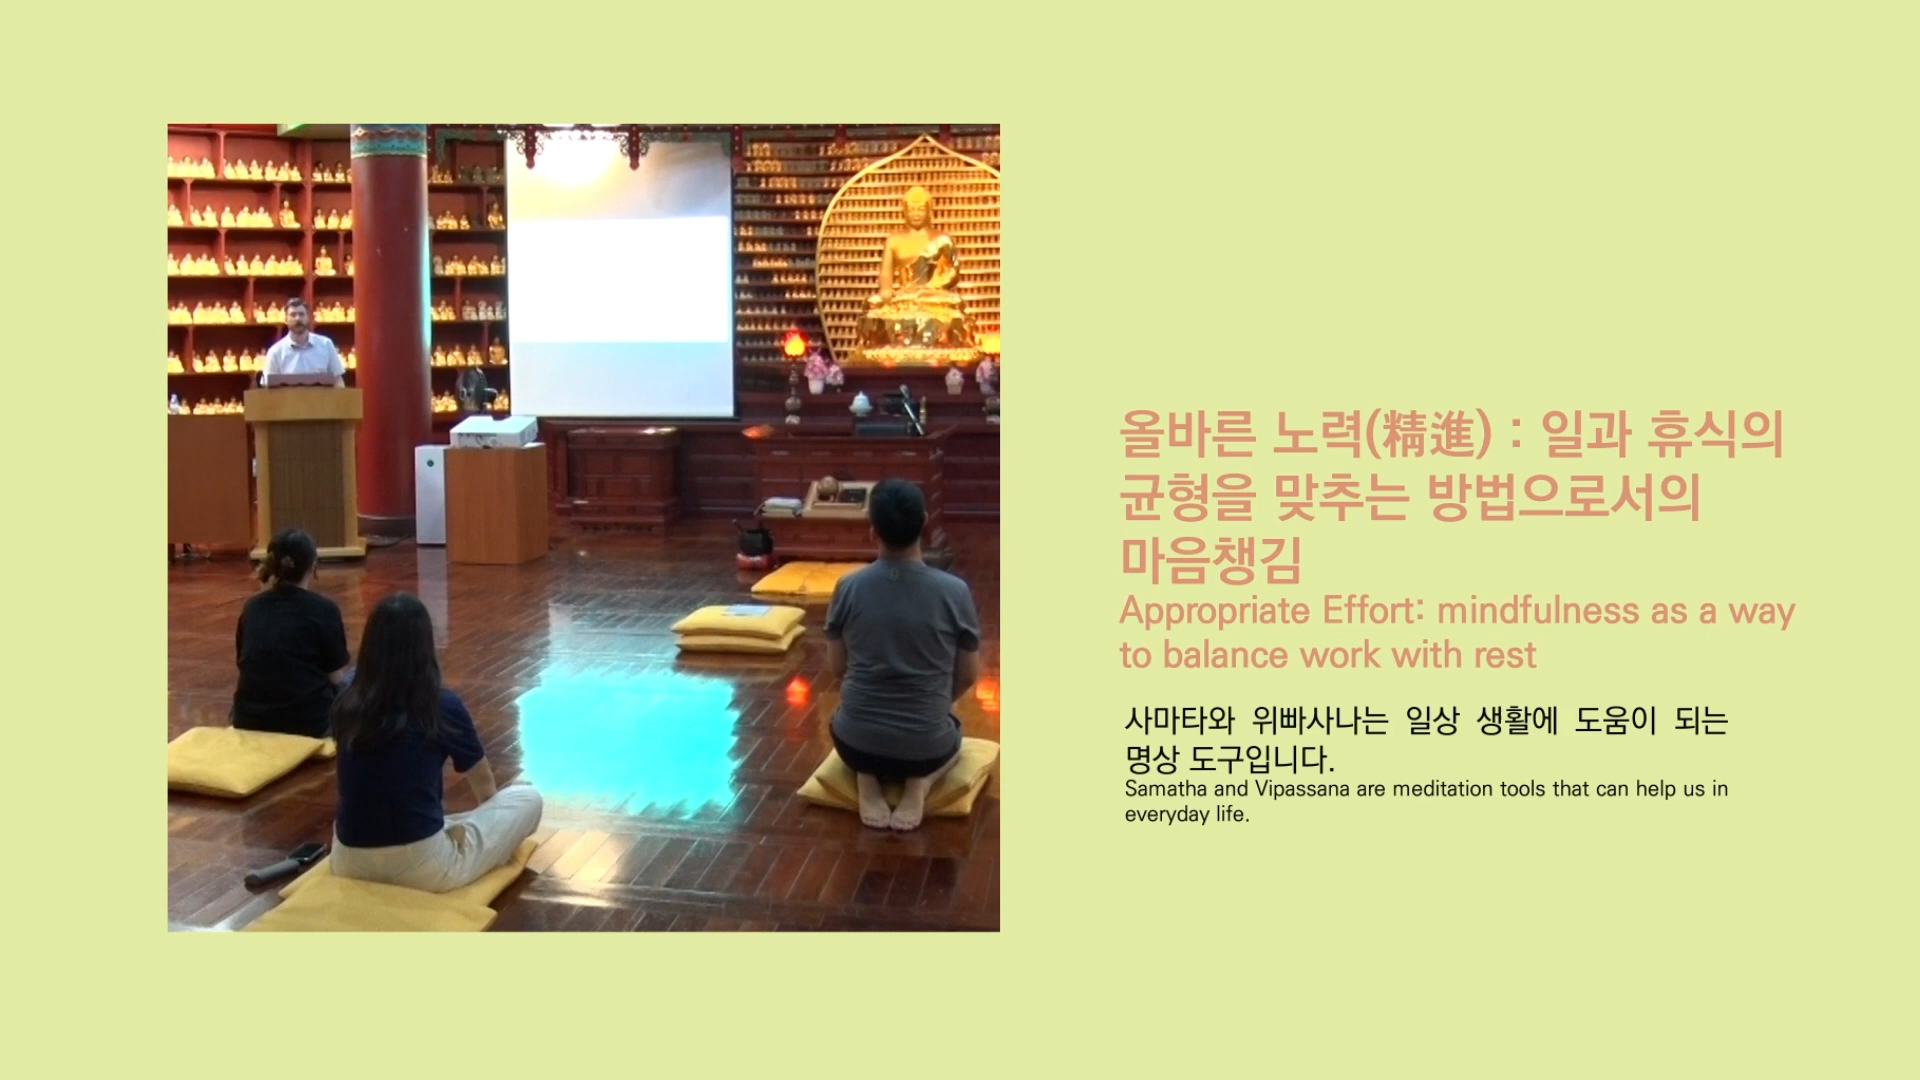 올바른 노력(精進) : 일과 휴식의
균형을 맞추는 방법으로서의
마음챙김
Appropriate Effort: mindfulness as a way
to balance work with rest
사마타와 위빠사나는 일상 생활에 도움이 되는
명상 도구입니다.
Samatha and Vipassana are meditation tools that can help us in
everyday life.